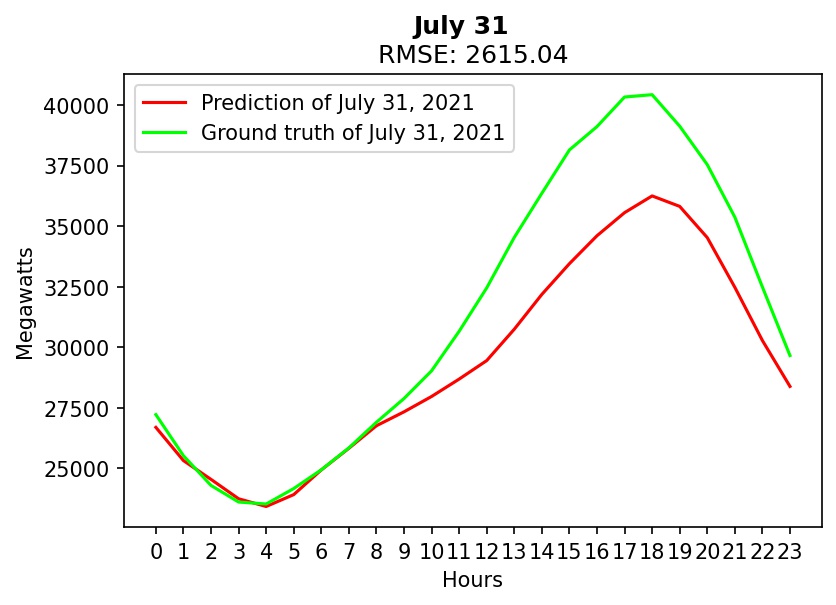 July 31
RMSE: 2615.04
Prediction of July 31, 2021
Ground truth of July 31, 2021
Megawatts
40000
37500
35000
32500
30000
27500
25000
0 1 2 3 4 5 6 7 8 9 10 11 12 13 14 15 16 17 18 19 20 21 22 23
Hours